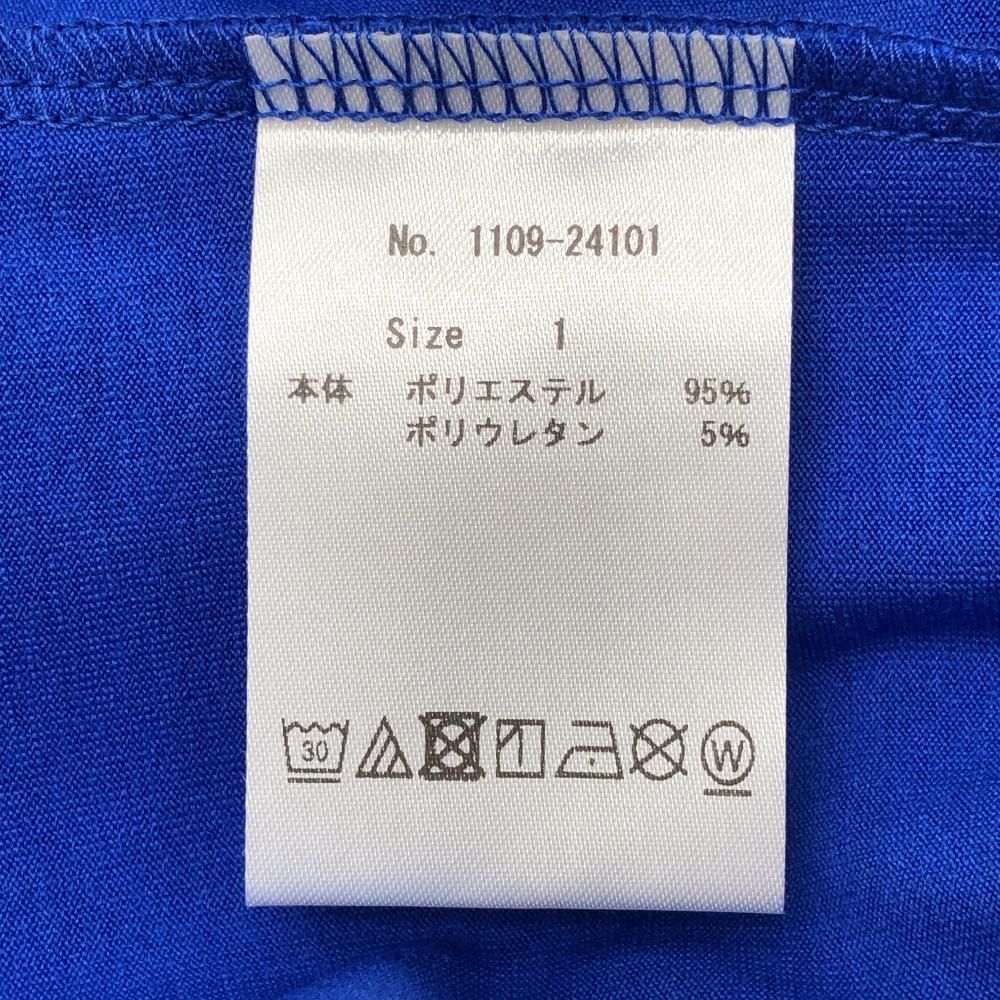 No. 1109-24101
Size 1
本体 ポリエステル 95%
ポリウレタン 5%
30 W